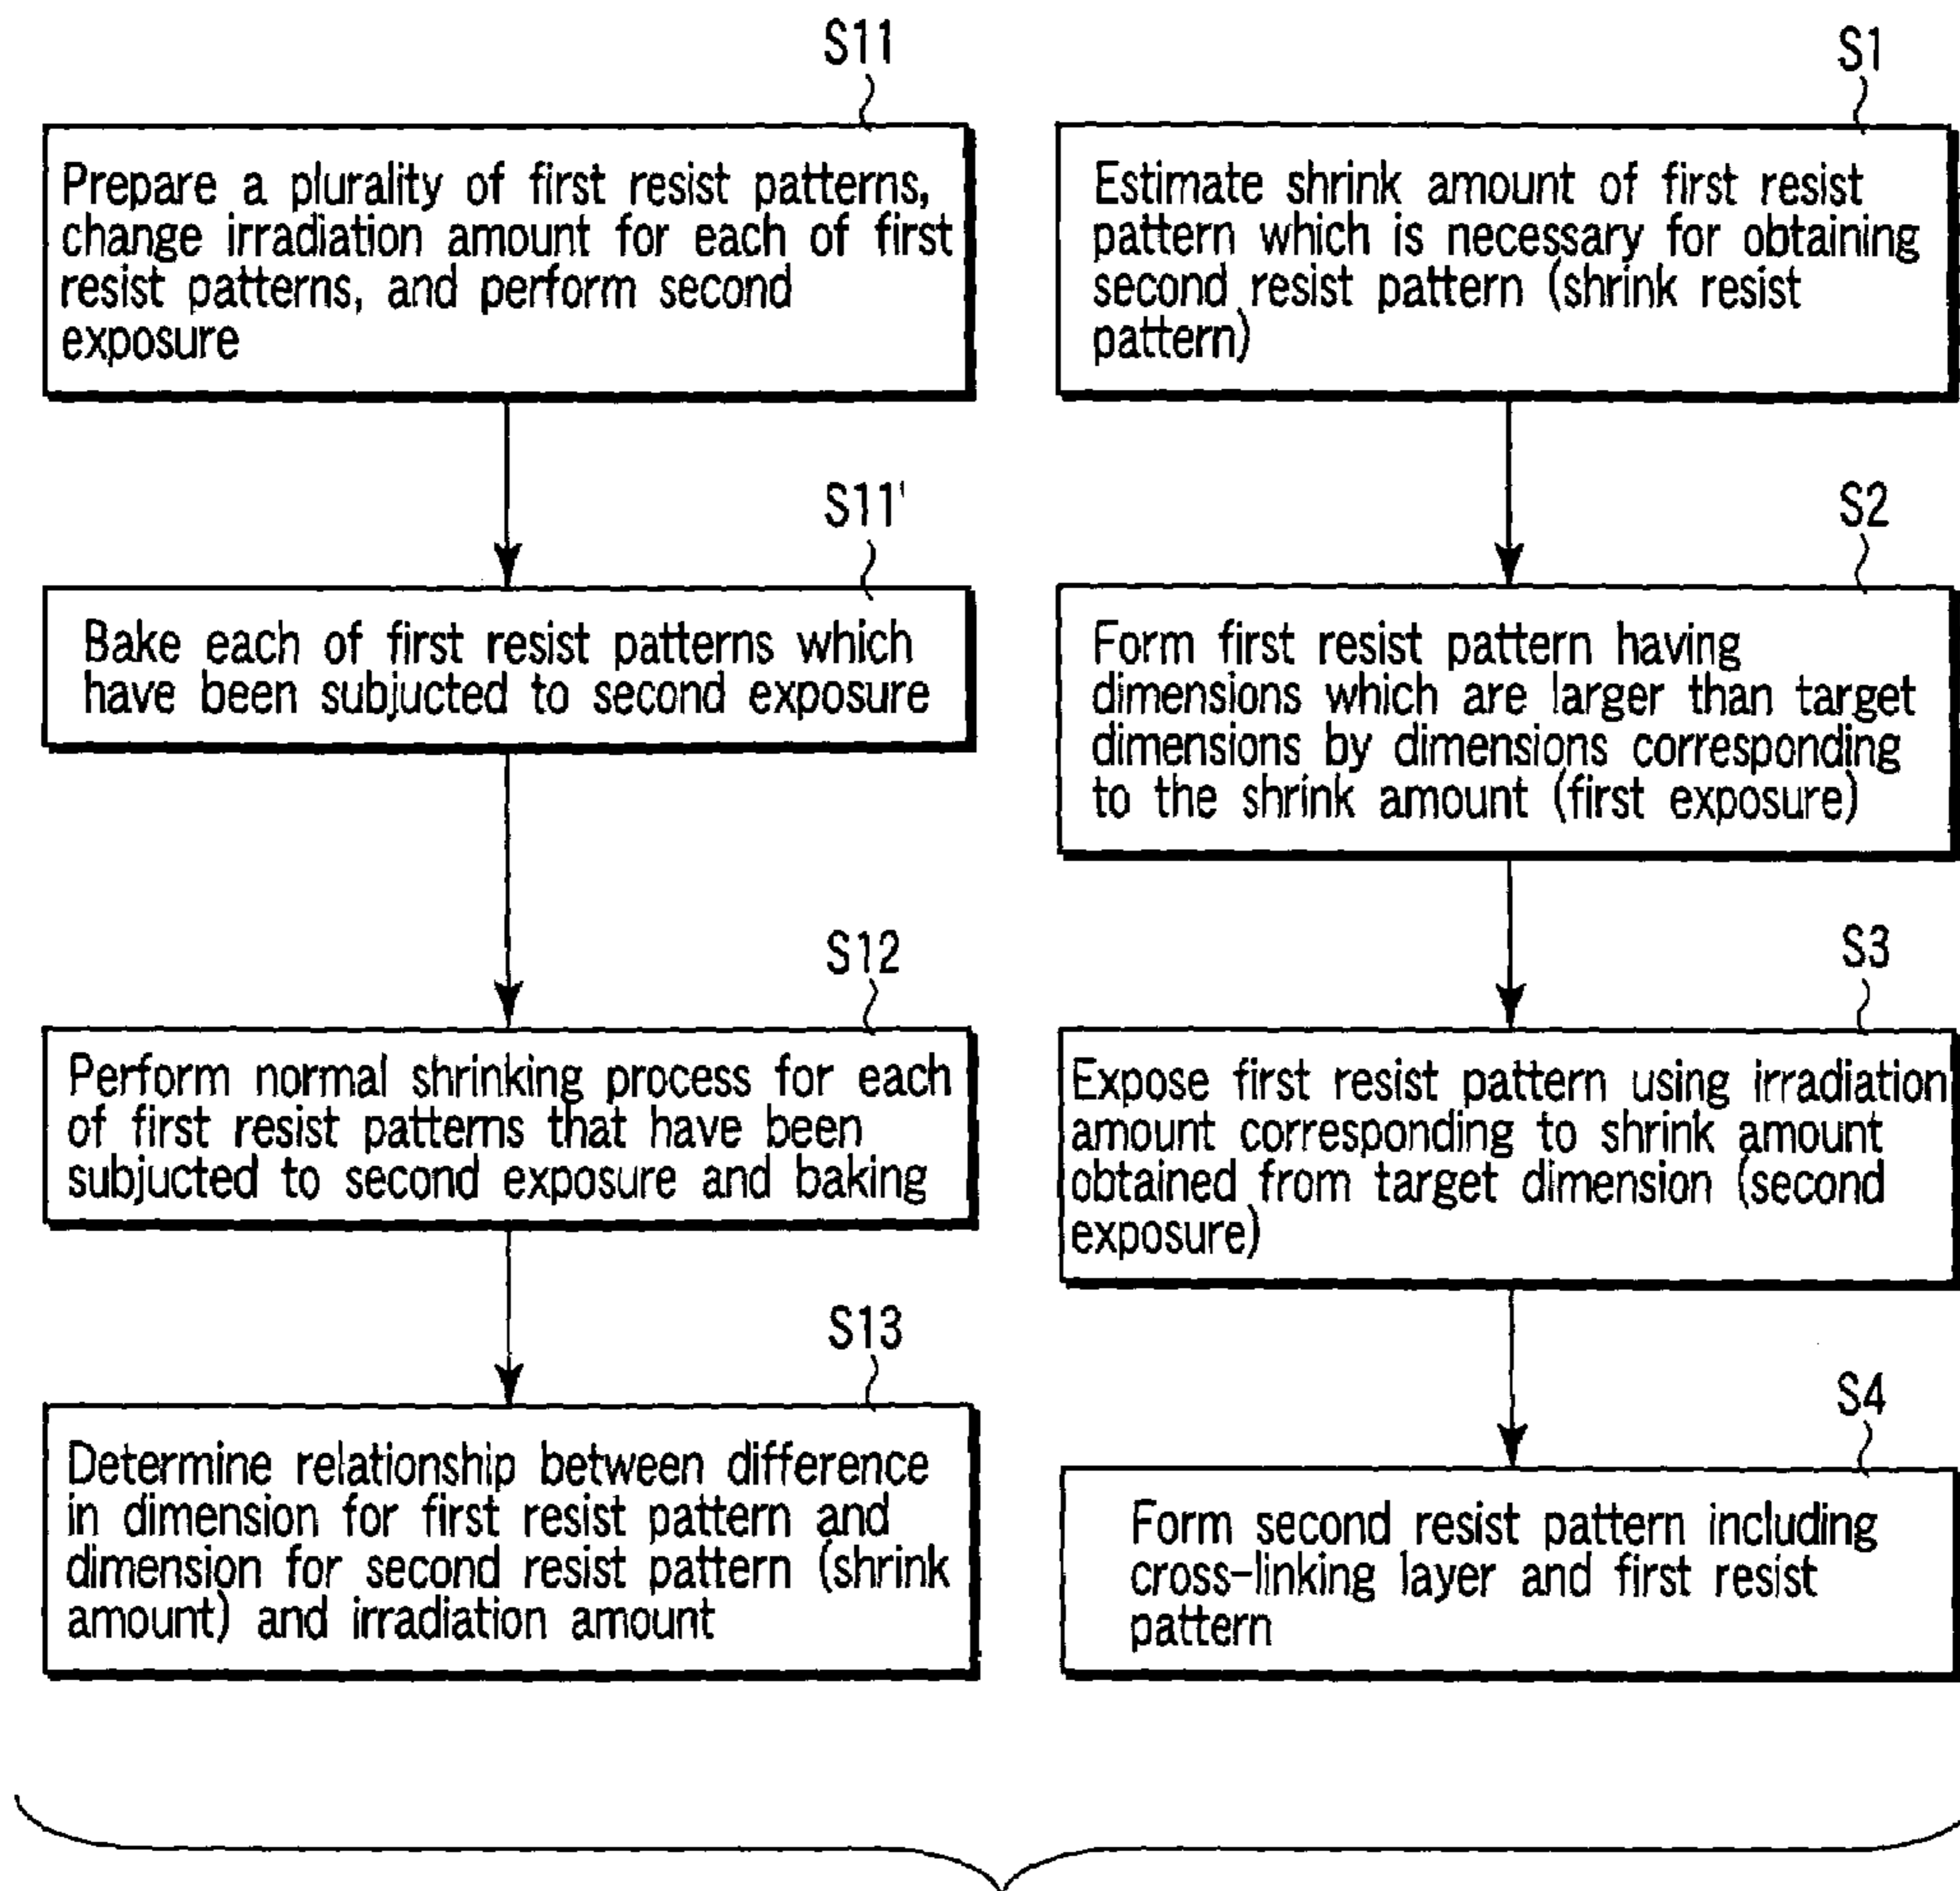 S11
Prepare a plurality of first resist patterns,
change irradiation amount for each of first
resist patterns, and perform second
exposure
S11'
Bake each of first resist patterns which
have been subjucted to second exposure
S12
Perform normal shrinking process for each
of first resist patterns that have been
subjucted to second exposure and baking
S13
Determine relationship between difference
in dimension for first resist pattern and
dimension for second resist pattern (shrink
amount) and irradiation amount
S1
Estimate shrink amount of first resist
pattern which is necessary for obtaining
second resist pattern (shrink resist
pattern)
S2
Form first resist pattern having
dimensions which are larger than target
dimensions by dimensions corresponding
to the shrink amount (first exposure)
S3
Expose first resist pattern using irradiation
amount corresponding to shrink amount
obtained from target dimension (second
exposure)
S4
Form second resist pattern including
cross-linking layer and first resist
pattern